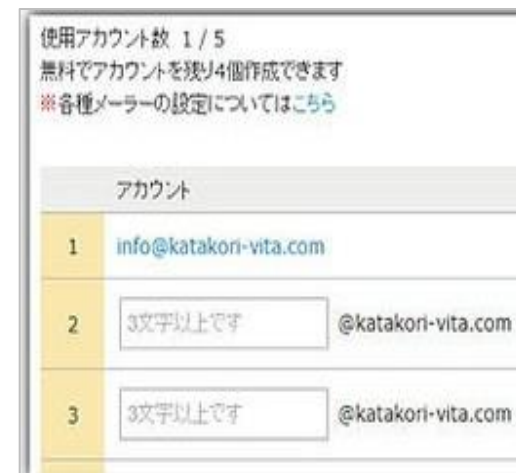 使用アカウント数 1 / 5
無料でアカウントを残り4個作成できます
※各種メーラーの設定についてはこちら
アカウント
1 info@katakori-vita.com
2 3文字以上です @katakori-vita.com
3 3文字以上です @katakori-vita.com